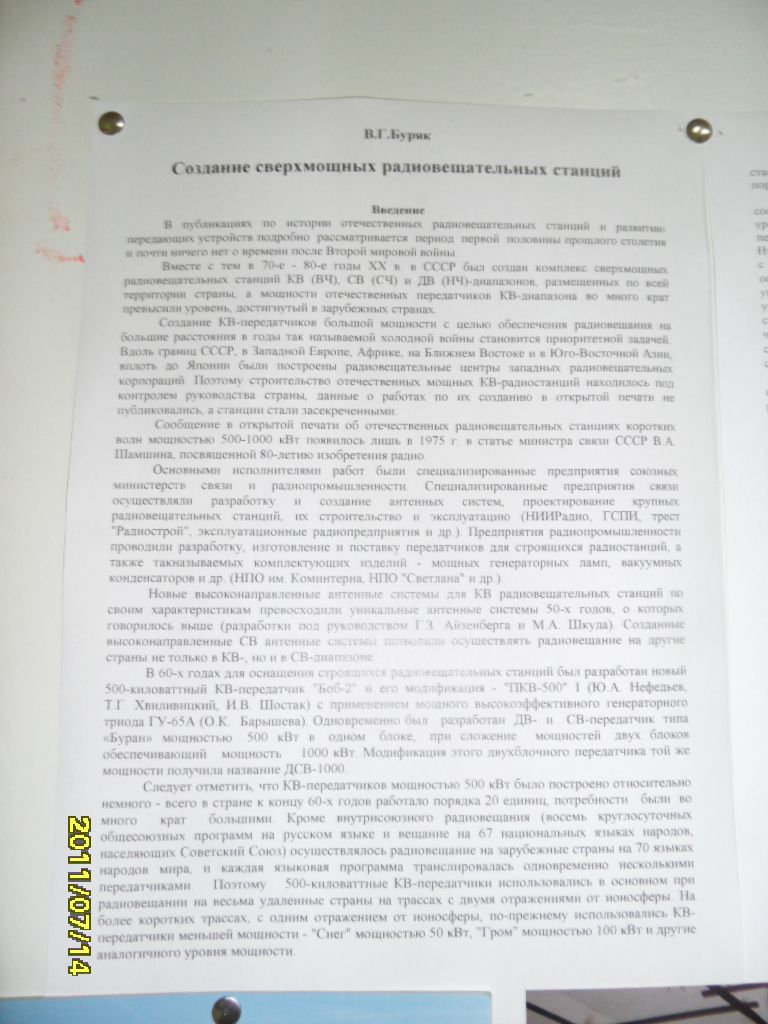 В.Г.Буряк
Создание сверхмощных радиовещательных станций
Введение
В публикациях по истории отечественных радиовещательных станций и развитию
передающих устройств подробно рассматривается период первой половины прошлого столетия
и почти ничего нет о времени после Второй мировой войны.
Вместе с тем в 70-е - 80-е годы XX в. в СССР был создан комплекс сверхмощных
радиовещательных станций КВ (ВЧ), СВ (СЧ) и ДВ (НЧ)-диапазонов, размещенных по всей
территории страны, а мощности отечественных передатчиков КВ-диапазона во много крат
превысили уровень, достигнутый в зарубежных странах.
Создание КВ-передатчиков большой мощности с целью обеспечения радиовещания на
большие расстояния в годы так называемой холодной войны становится приоритетной задачей.
Вдоль границ СССР, в Западной Европе, Африке, на Ближнем Востоке и в Юго-Восточной Азии,
вплоть до Японии были построены радиовещательные центры западных радиовещательных
корпораций. Поэтому строительство отечественных мощных КВ-радиостанций находилось под
контролем руководства страны, данные о работах по их созданию в открытой печати не
публиковались, а станции стали засекреченными.
Сообщение в открытой печати об отечественных радиовещательных станциях коротких
волн мощностью 500-1000 кВт появилось лишь в 1975 г. в статье министра связи СССР В.А.
Шамшина, посвященной 80-летию изобретения радио.
Основными исполнителями работ были специализированные предприятия союзных
министерств связи и радиопромышленности. Специализированные предприятия связи
осуществляли разработку и создание антенных систем, проектирование крупных
радиовещательных станций, их строительство и эксплуатацию (НИИРадио, ГСПИ, трест
"Радиострой", эксплуатационные радиопредприятия и др.). Предприятия радиопромышленности
проводили разработку, изготовление и поставку передатчиков для строящихся радиостанций, а
также такназываемых комплектующих изделий - мощных генераторных ламп, вакуумных
конденсаторов и др. (НПО им. Коминтерна, НПО "Светлана" и др.).
Новые высоконаправленные антенные системы для КВ радиовещательных станций по
своим характеристикам превосходили уникальные антенные системы 50-х годов, о которых
говорилось выше (разработки под руководством Г.З. Айзенберга и М.А. Шкуда). Созданные
высоконаправленные СВ антенные системы позволили осуществлять радиовещание на другие
страны не только в КВ-, но и в СВ-диапазоне.
В 60-х годах для оснащения строящихся радиовещательных станций был разработан новый
500-киловаттный КВ-передатчик "Боб-2" и его модификация - "ПКВ-500" 1 (Ю.А. Нефедьев,
Т.Г. Хвиливицкий, И.В. Шостак) с применением мощного высокоэффективного генераторного
триода ГУ-65А (О.К. Барышева). Одновременно был разработан ДВ- и СВ-передатчик типа
«Буран» мощностью 500 кВт в одном блоке, при сложение мощностей двух блоков
обеспечивающий мощность 1000 кВт. Модификация этого двухблочного передатчика той же
мощности получила название ДСВ-1000.
Следует отметить, что КВ-передатчиков мощностью 500 кВт было построено относительно
немного - всего в стране к концу 60-х годов работало порядка 20 единиц, потребности были во
много крат большими. Кроме внутрисоюзного радиовещания (восемь круглосуточных
общесоюзных программ на русском языке и вещание на 67 национальных языках народов,
населяющих Советский Союз) осуществлялось радиовещание на зарубежные страны на 70 языках
народов мира, и каждая языковая программа транслировалась одновременно несколькими
передатчиками. Поэтому 500-киловаттные КВ-передатчики использовались в основном при
радиовещании на весьма удаленные страны на трассах с двумя отражениями от ионосферы. На
более коротких трассах, с одним отражением от ионосферы, по-прежнему использовались КВ-
передатчики меньшей мощности - "Снег" мощностью 50 кВт, "Гром" мощностью 100 кВт и другие
аналогичного уровня мощности.
2011/07/14